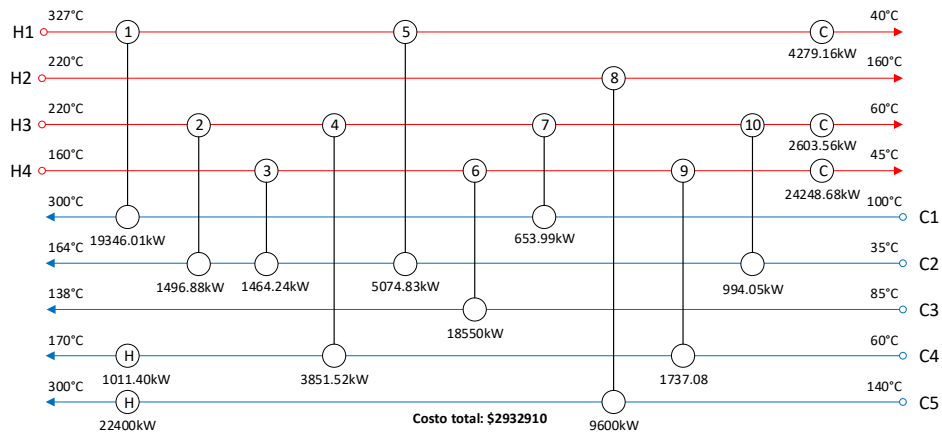 327°C 40°C
H1 1 5 C
4279.16kW
220°C 160°C
H2 8
220°C 60°C
H3 2 4 7 10 C
2603.56kW
160°C 45°C
H4 3 6 9 C
24248.68kW
300°C 100°C
C1
19346.01kW 653.99kW
164°C 35°C
C2
1496.88kW 1464.24kW 5074.83kW 994.05kW
138°C 85°C
C3
18550kW
170°C 60°C
H C4
1011.40kW 3851.52kW 1737.08
300°C 140°C
H C5
22400kW 9600kW
Costo total: $2932910